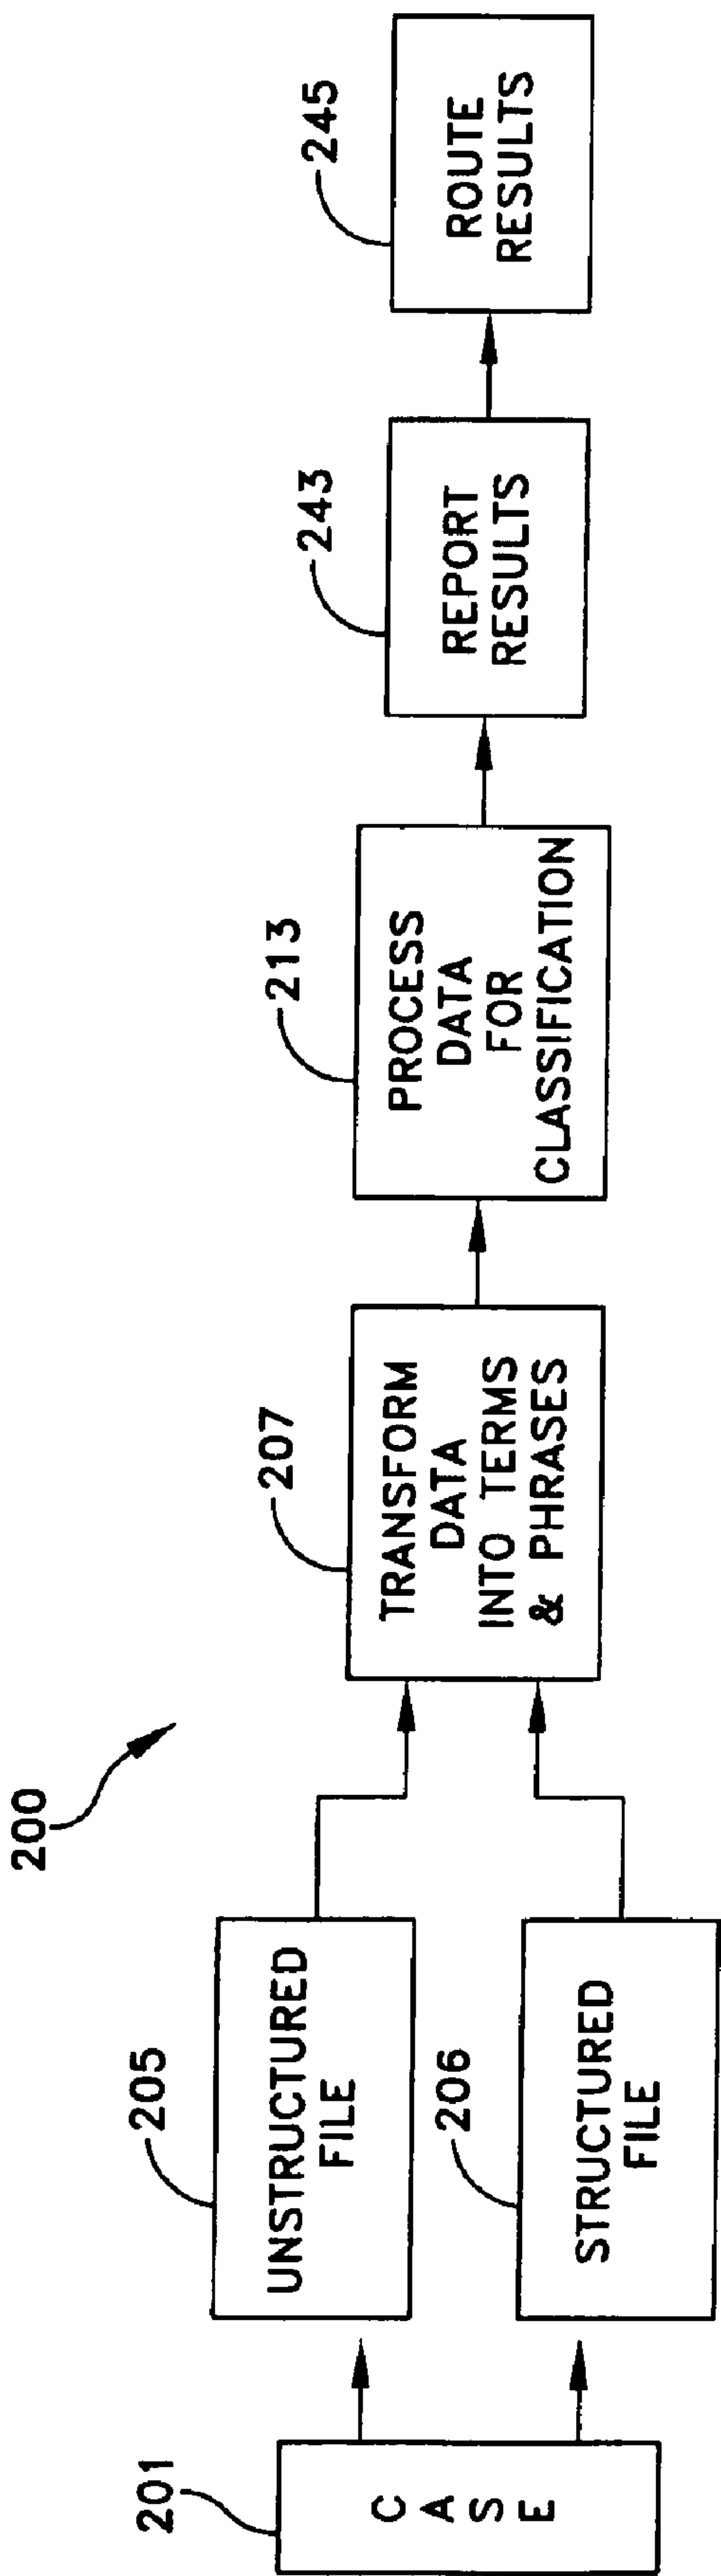 200
201
C
A
S
E
205
UNSTRUCTURED
FILE
206
STRUCTURED
FILE
207
TRANSFORM
DATA
INTO TERMS
& PHRASES
213
PROCESS
DATA
FOR
CLASSIFICATION
243
REPORT
RESULTS
245
ROUTE
RESULTS